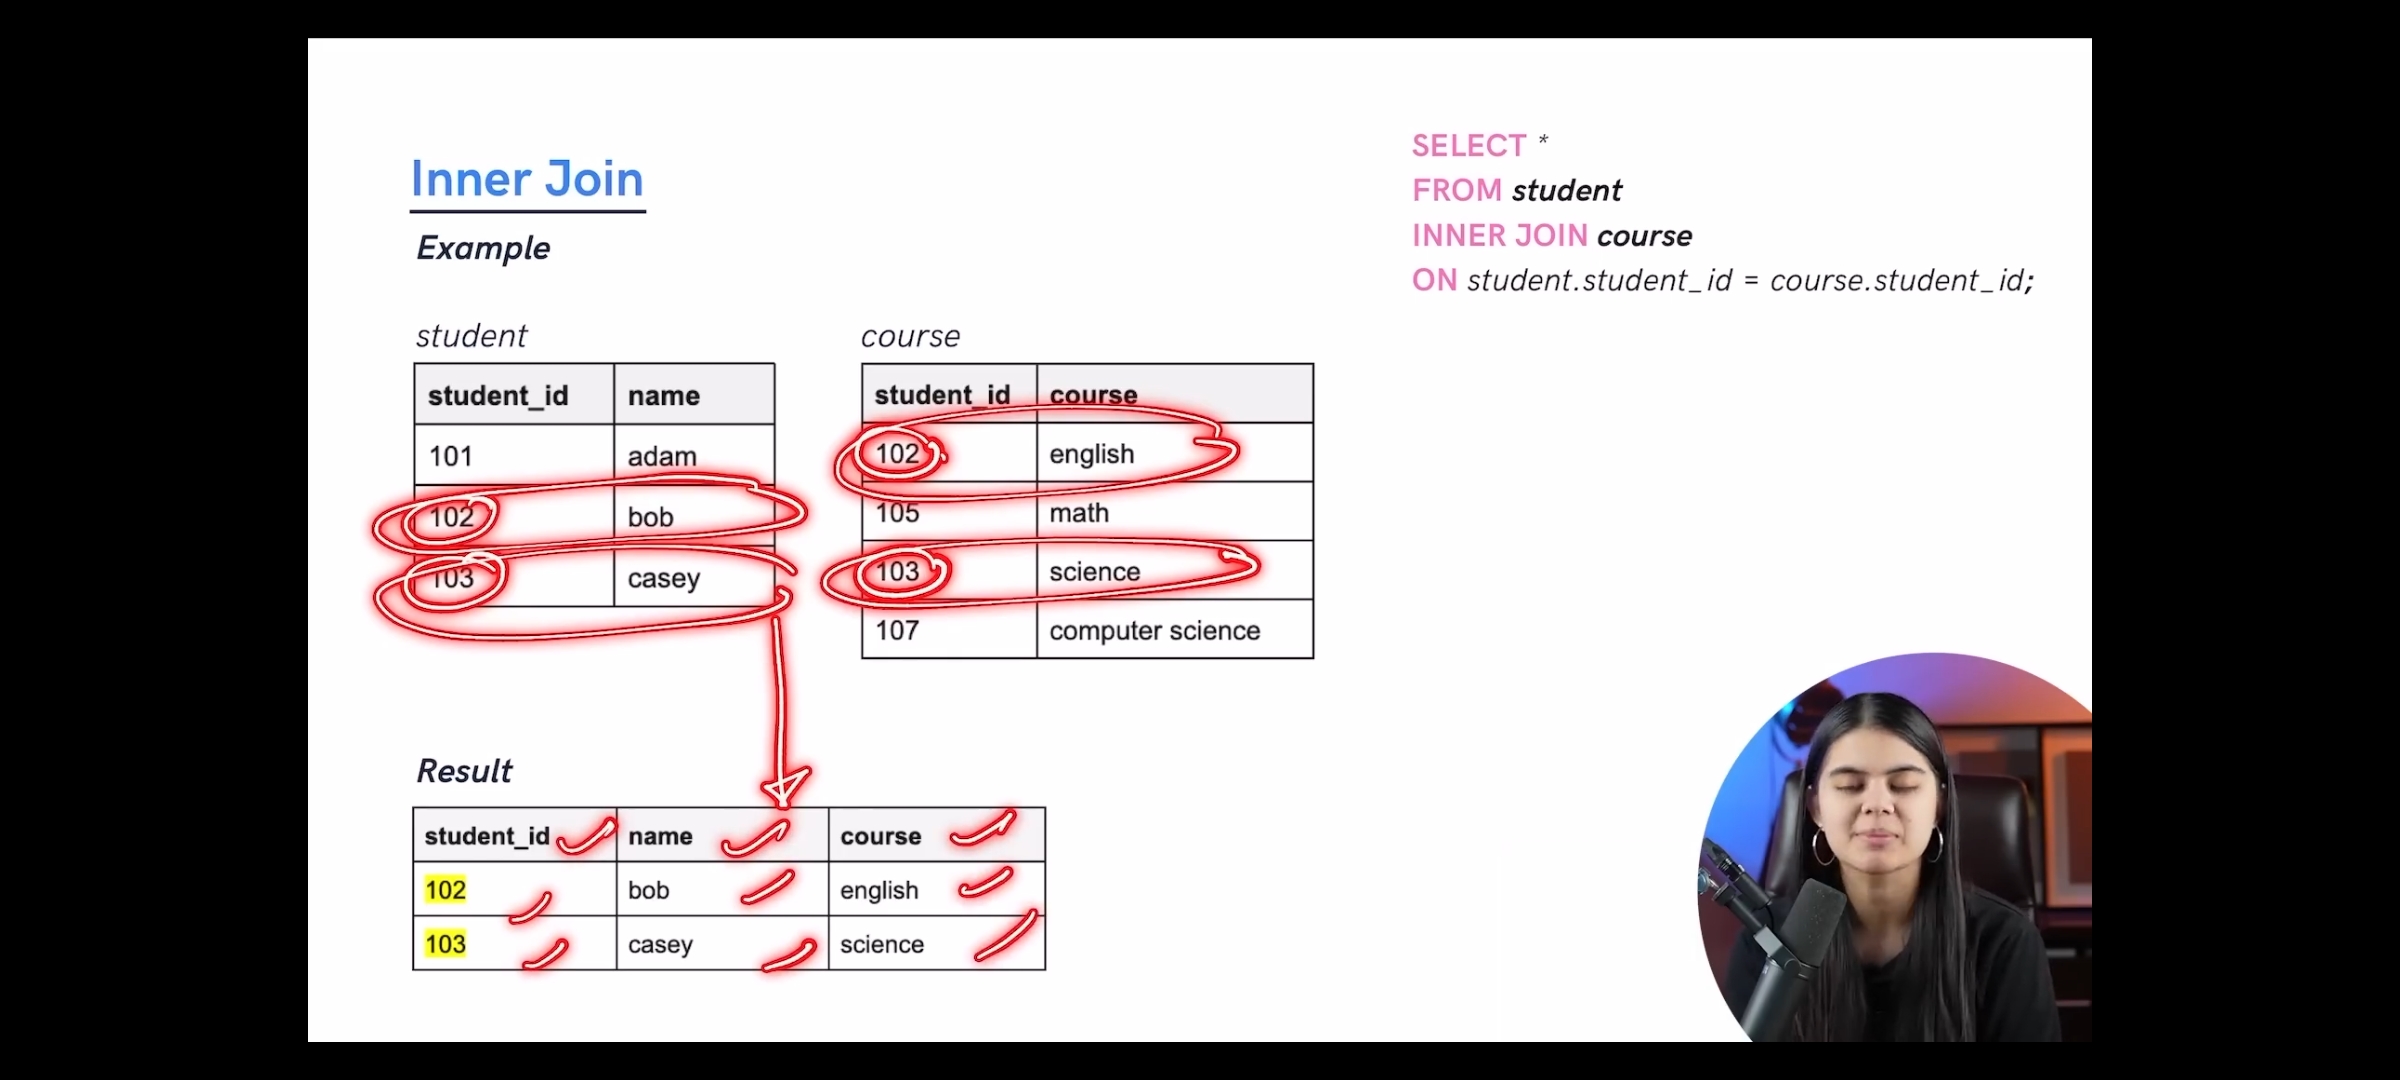 Inner Join
Example
SELECT *
FROM student
INNER JOIN course
ON student.student_id = course.student_id;
student
student_id name
101 adam
102 bob
103 casey
course
student_id course
102 english
105 math
103 science
107 computer science
Result
student_id name course
102 bob english
103 casey science